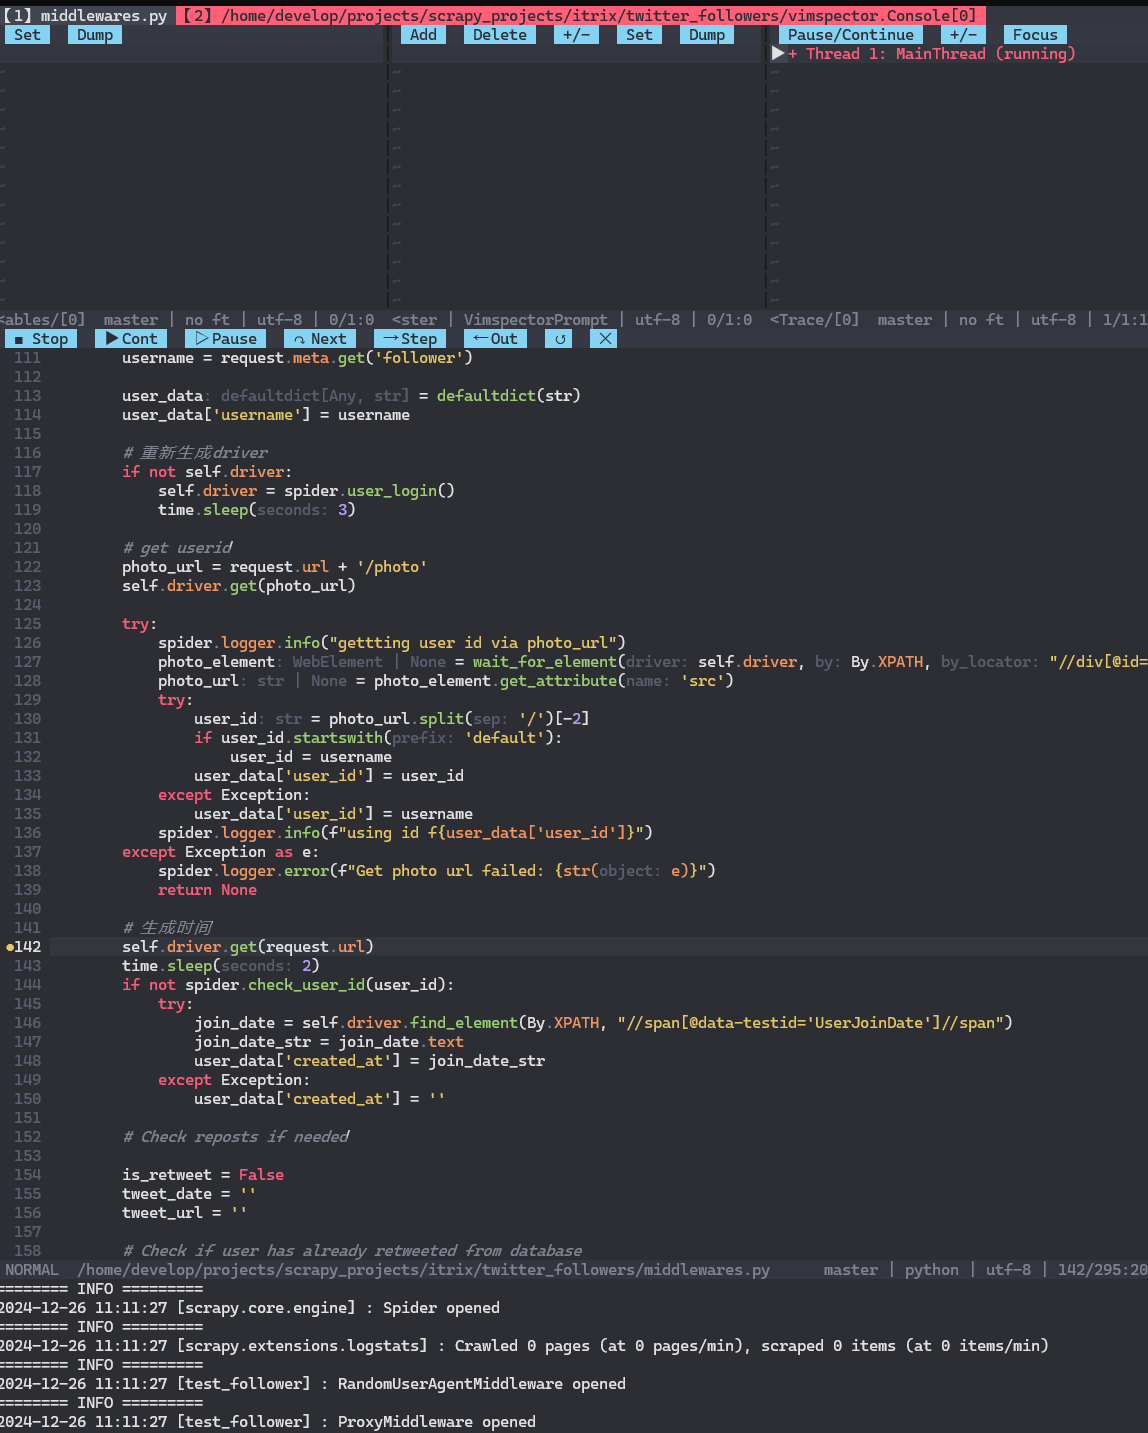 [1] middlewares.py [2] /home/develop/projects/scrapy_projects/itrix/twitter_followers/vimspector.Console[0]
Set Dump Add Delete +/- Set Dump Pause/Continue +/- Focus
▶+ Thread 1: MainThread (running)
<ables/[0] master | no ft | utf-8 | 0/1:0 <ster | VimspectorPrompt | utf-8 | 0/1:0 <Trace/[0] master | no ft | utf-8 | 1/1:1
■ Stop ▶Cont ▷Pause ↷ Next →Step ←Out ↺ ✕
111 username = request.meta.get('follower')
112
113 user_data: defaultdict[Any, str] = defaultdict(str)
114 user_data['username'] = username
115
116 # 重新生成driver
117 if not self.driver:
118 self.driver = spider.user_login()
119 time.sleep(seconds: 3)
120
121 # get userid
122 photo_url = request.url + '/photo'
123 self.driver.get(photo_url)
124
125 try:
126 spider.logger.info("gettting user id via photo_url")
127 photo_element: WebElement | None = wait_for_element(driver: self.driver, by: By.XPATH, by_locator: "//div[@id=
128 photo_url: str | None = photo_element.get_attribute(name: 'src')
129 try:
130 user_id: str = photo_url.split(sep: '/')[-2]
131 if user_id.startswith(prefix: 'default'):
132 user_id = username
133 user_data['user_id'] = user_id
134 except Exception:
135 user_data['user_id'] = username
136 spider.logger.info(f"using id f{user_data['user_id']}")
137 except Exception as e:
138 spider.logger.error(f"Get photo url failed: {str(object: e)}")
139 return None
140
141 # 生成时间
●142 self.driver.get(request.url)
143 time.sleep(seconds: 2)
144 if not spider.check_user_id(user_id):
145 try:
146 join_date = self.driver.find_element(By.XPATH, "//span[@data-testid='UserJoinDate']//span")
147 join_date_str = join_date.text
148 user_data['created_at'] = join_date_str
149 except Exception:
150 user_data['created_at'] = ''
151
152 # Check reposts if needed
153
154 is_retweet = False
155 tweet_date = ''
156 tweet_url = ''
157
158 # Check if user has already retweeted from database
NORMAL /home/develop/projects/scrapy_projects/itrix/twitter_followers/middlewares.py master | python | utf-8 | 142/295:20
======== INFO =========
2024-12-26 11:11:27 [scrapy.core.engine] : Spider opened
======== INFO =========
2024-12-26 11:11:27 [scrapy.extensions.logstats] : Crawled 0 pages (at 0 pages/min), scraped 0 items (at 0 items/min)
======== INFO =========
2024-12-26 11:11:27 [test_follower] : RandomUserAgentMiddleware opened
======== INFO =========
2024-12-26 11:11:27 [test_follower] : ProxyMiddleware opened